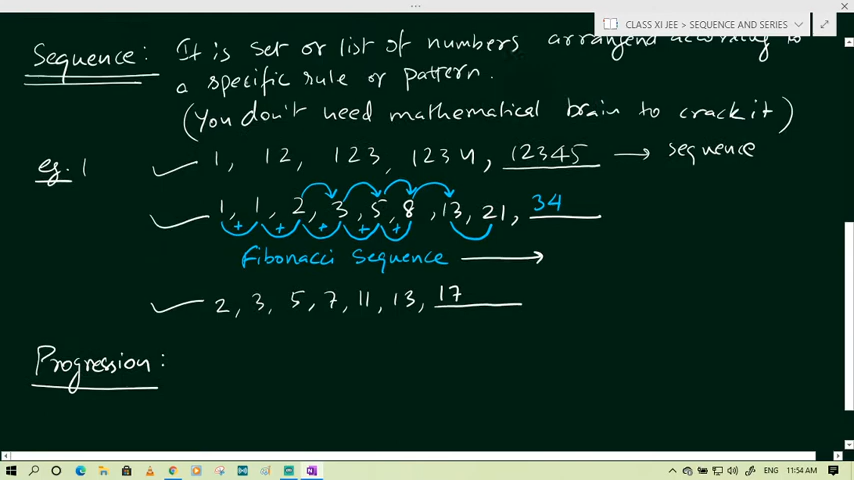 CLASS XI JEE > SEQUENCE AND SERIES
Sequence: It is set or list of numbers arrangend according to
a specific rule or pattern.
(You don't need mathematical brain to crack it)
eg. 1 1, 12, 123, 1234, 12345 → sequence
1, 1, 2, 3, 5, 8, 13, 21, 34
+ + + + +
Fibonacci Sequence →
2, 3, 5, 7, 11, 13, 17
Progression:
ENG 11:54 AM